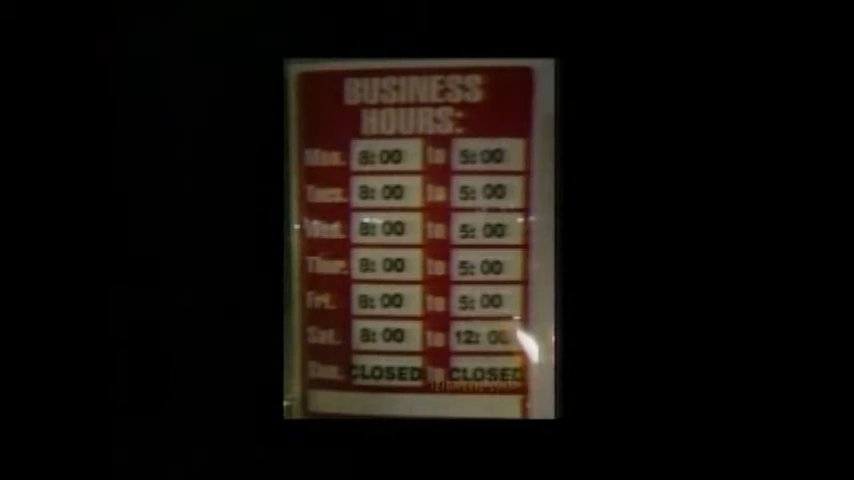 BUSINESS
HOURS:
Mon. 8:00 to 5:00
Tues. 8:00 to 5:00
Wed. 8:00 to 5:00
Thur. 8:00 to 5:00
Fri. 8:00 to 5:00
Sat. 8:00 to 12:00
Sun. CLOSED to CLOSED